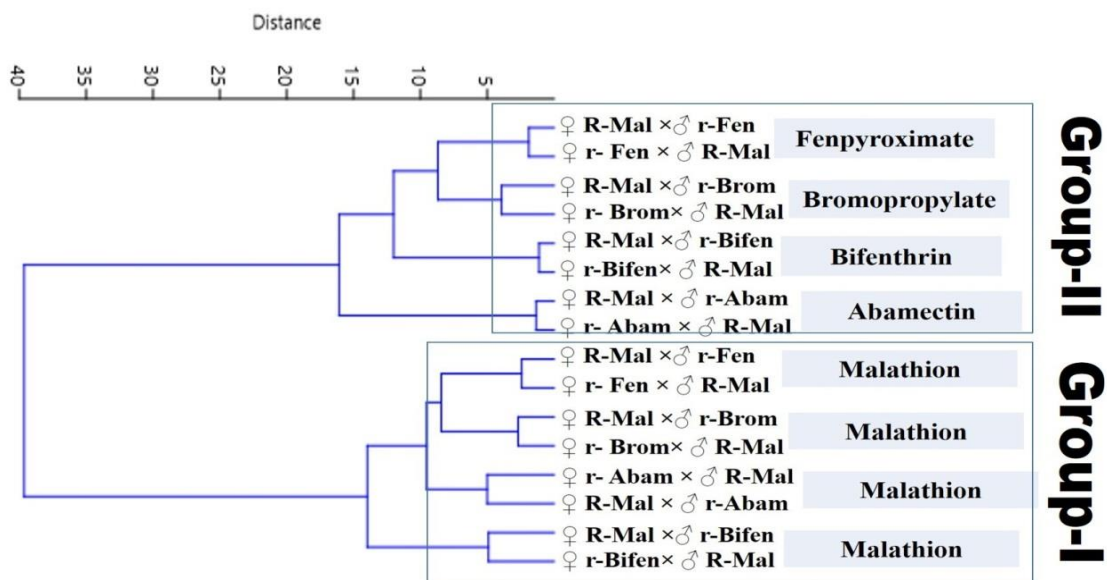 Distance
40 35 30 25 20 15 10 5
♀ R-Mal ×♂ r-Fen
♀ r- Fen × ♂ R-Mal
Fenpyroximate
♀ R-Mal ×♂ r-Brom
♀ r- Brom× ♂ R-Mal
Bromopropylate
♀ R-Mal ×♂ r-Bifen
♀ r-Bifen× ♂ R-Mal
Bifenthrin
♀ R-Mal × ♂ r-Abam
♀ r- Abam × ♂ R-Mal
Abamectin
Group-II
♀ R-Mal ×♂ r-Fen
♀ r- Fen × ♂ R-Mal
Malathion
♀ R-Mal ×♂ r-Brom
♀ r- Brom× ♂ R-Mal
Malathion
♀ r- Abam × ♂ R-Mal
♀ R-Mal × ♂ r-Abam
Malathion
♀ R-Mal ×♂ r-Bifen
♀ r-Bifen× ♂ R-Mal
Malathion
Group-I